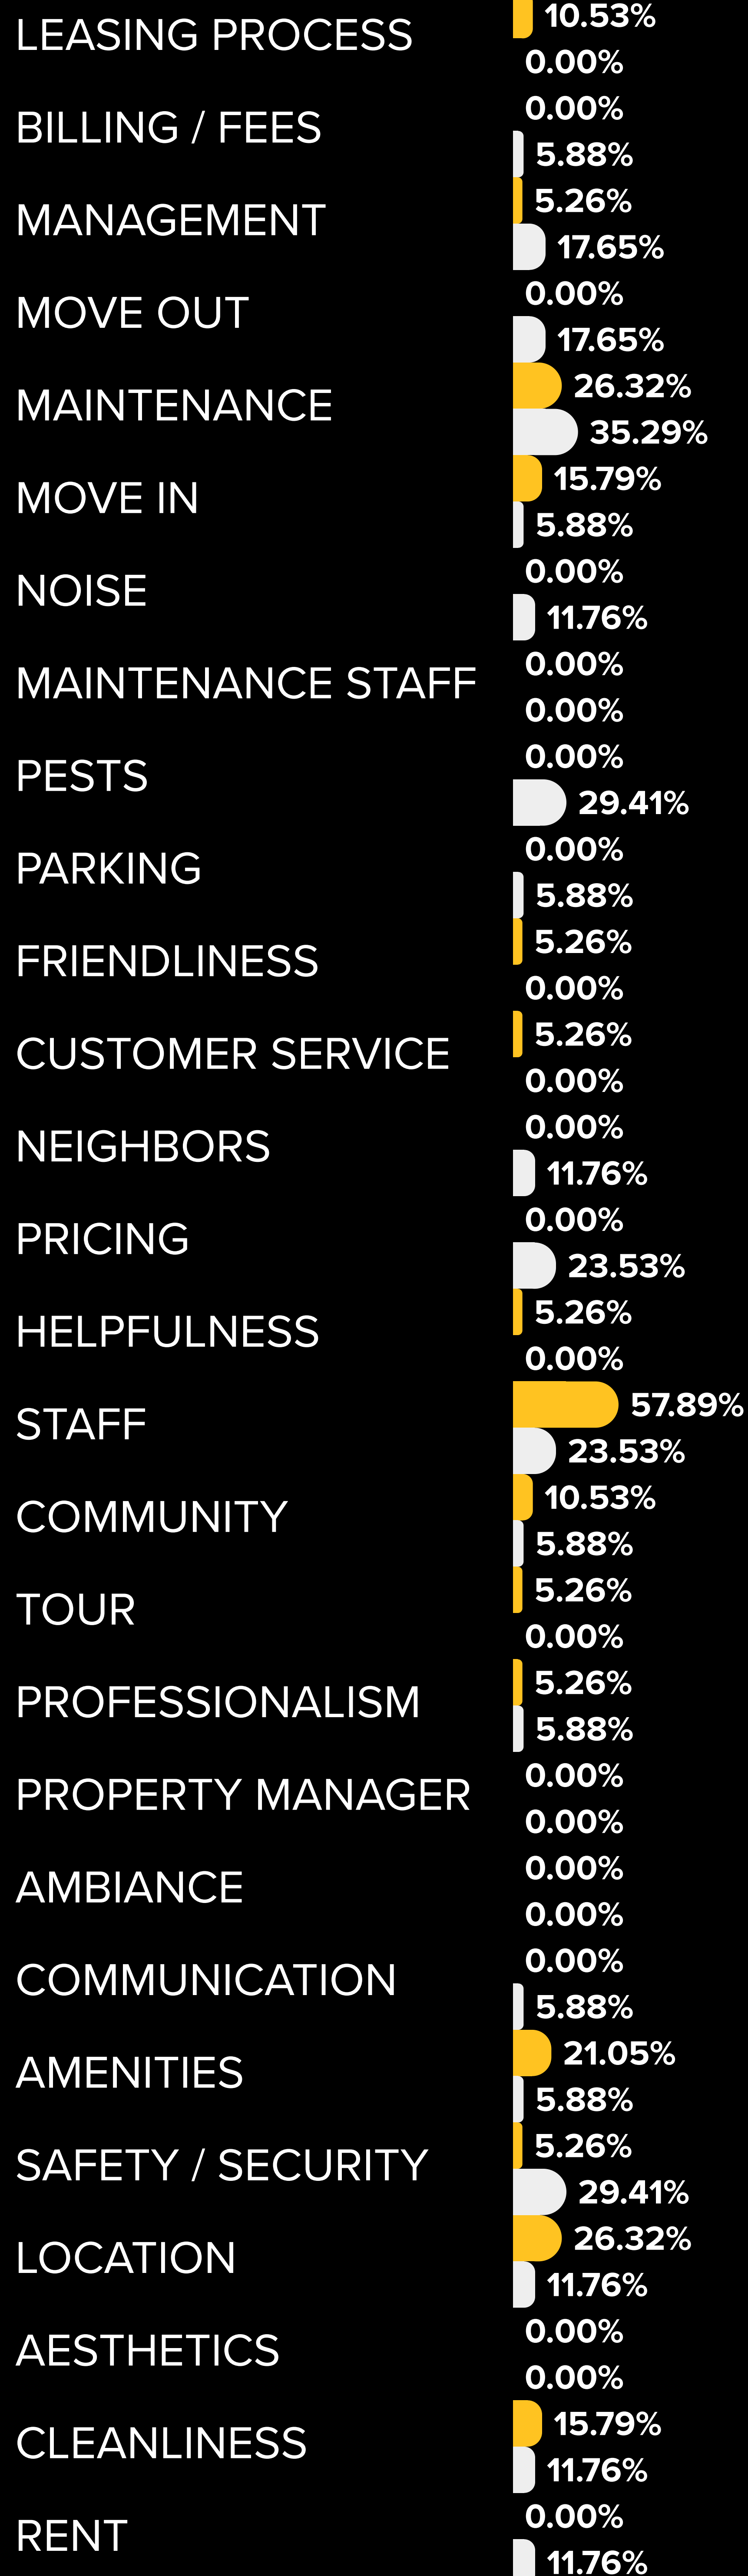 LEASING PROCESS
10.53%
0.00%
BILLING / FEES
0.00%
5.88%
MANAGEMENT
5.26%
17.65%
MOVE OUT
0.00%
17.65%
MAINTENANCE
26.32%
35.29%
MOVE IN
15.79%
5.88%
NOISE
0.00%
11.76%
MAINTENANCE STAFF
0.00%
0.00%
PESTS
0.00%
29.41%
PARKING
0.00%
5.88%
FRIENDLINESS
5.26%
0.00%
CUSTOMER SERVICE
5.26%
0.00%
NEIGHBORS
0.00%
11.76%
PRICING
0.00%
23.53%
HELPFULNESS
5.26%
0.00%
STAFF
57.89%
23.53%
COMMUNITY
10.53%
5.88%
TOUR
5.26%
0.00%
PROFESSIONALISM
5.26%
5.88%
PROPERTY MANAGER
0.00%
0.00%
AMBIANCE
0.00%
0.00%
COMMUNICATION
0.00%
5.88%
AMENITIES
21.05%
5.88%
SAFETY / SECURITY
5.26%
29.41%
LOCATION
26.32%
11.76%
AESTHETICS
0.00%
0.00%
CLEANLINESS
15.79%
11.76%
RENT
0.00%
11.76%